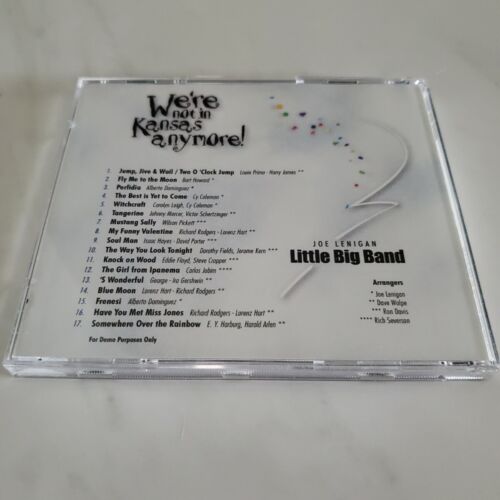 We're
not in
Kansas
anymore!
1. Jump, Jive & Wail / Two O 'Clock Jump Louie Prima - Harry James **
2. Fly Me to the Moon Bart Howard *
3. Perfidia Alberto Dominguez *
4. The Best is Yet to Come Cy Coleman *
5. Witchcraft Carolyn Leigh, Cy Coleman *
6. Tangerine Johnny Mercer, Victor Schertzinger **
7. Mustang Sally Wilson Pickett ***
8. My Funny Valentine Richard Rodgers - Lorenz Hart **
9. Soul Man Isaac Hayes - David Porter ***
10. The Way You Look Tonight Dorothy Fields, Jerome Kern ***
11. Knock on Wood Eddie Floyd, Steve Cropper ***
12. The Girl from Ipanema Carlos Jobim ****
13. 'S Wonderful George - Ira Gershwin **
14. Blue Moon Lorenz Hart - Richard Rodgers **
15. Frenesi Alberto Dominguez *
16. Have You Met Miss Jones Richard Rodgers - Lorenz Hart **
17. Somewhere Over the Rainbow E. Y. Harburg, Harold Arlen **
For Demo Purposes Only
JOE LENIGAN
Little Big Band
Arrangers
* Joe Lenigan
** Dave Wolpe
*** Ron Davis
**** Rich Severson